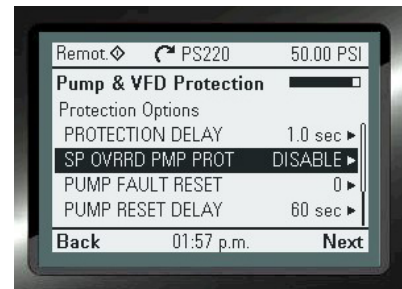 Remot. PS220 50.00 PSI
Pump & VFD Protection
Protection Options
PROTECTION DELAY 1.0 sec
SP OVRRD PMP PROT DISABLE
PUMP FAULT RESET 0
PUMP RESET DELAY 60 sec
Back 01:57 p.m. Next